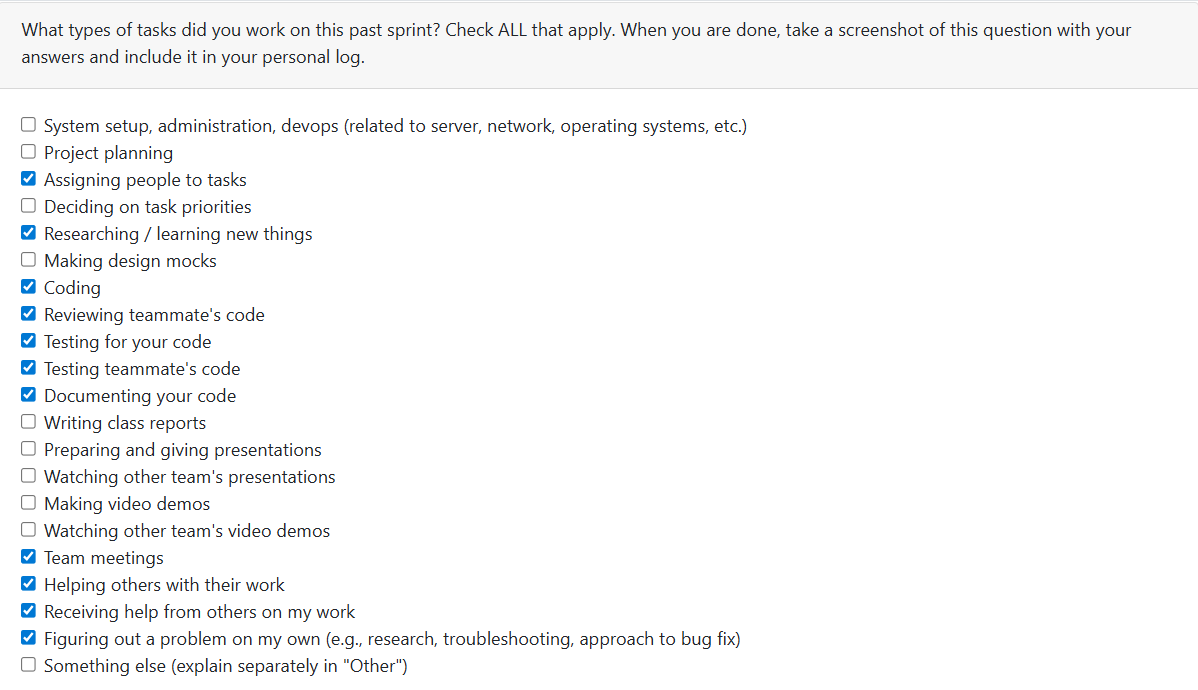 What types of tasks did you work on this past sprint? Check ALL that apply. When you are done, take a screenshot of this question with your
answers and include it in your personal log.
System setup, administration, devops (related to server, network, operating systems, etc.)
Project planning
Assigning people to tasks
Deciding on task priorities
Researching / learning new things
Making design mocks
Coding
Reviewing teammate's code
Testing for your code
Testing teammate's code
Documenting your code
Writing class reports
Preparing and giving presentations
Watching other team's presentations
Making video demos
Watching other team's video demos
Team meetings
Helping others with their work
Receiving help from others on my work
Figuring out a problem on my own (e.g., research, troubleshooting, approach to bug fix)
Something else (explain separately in "Other")